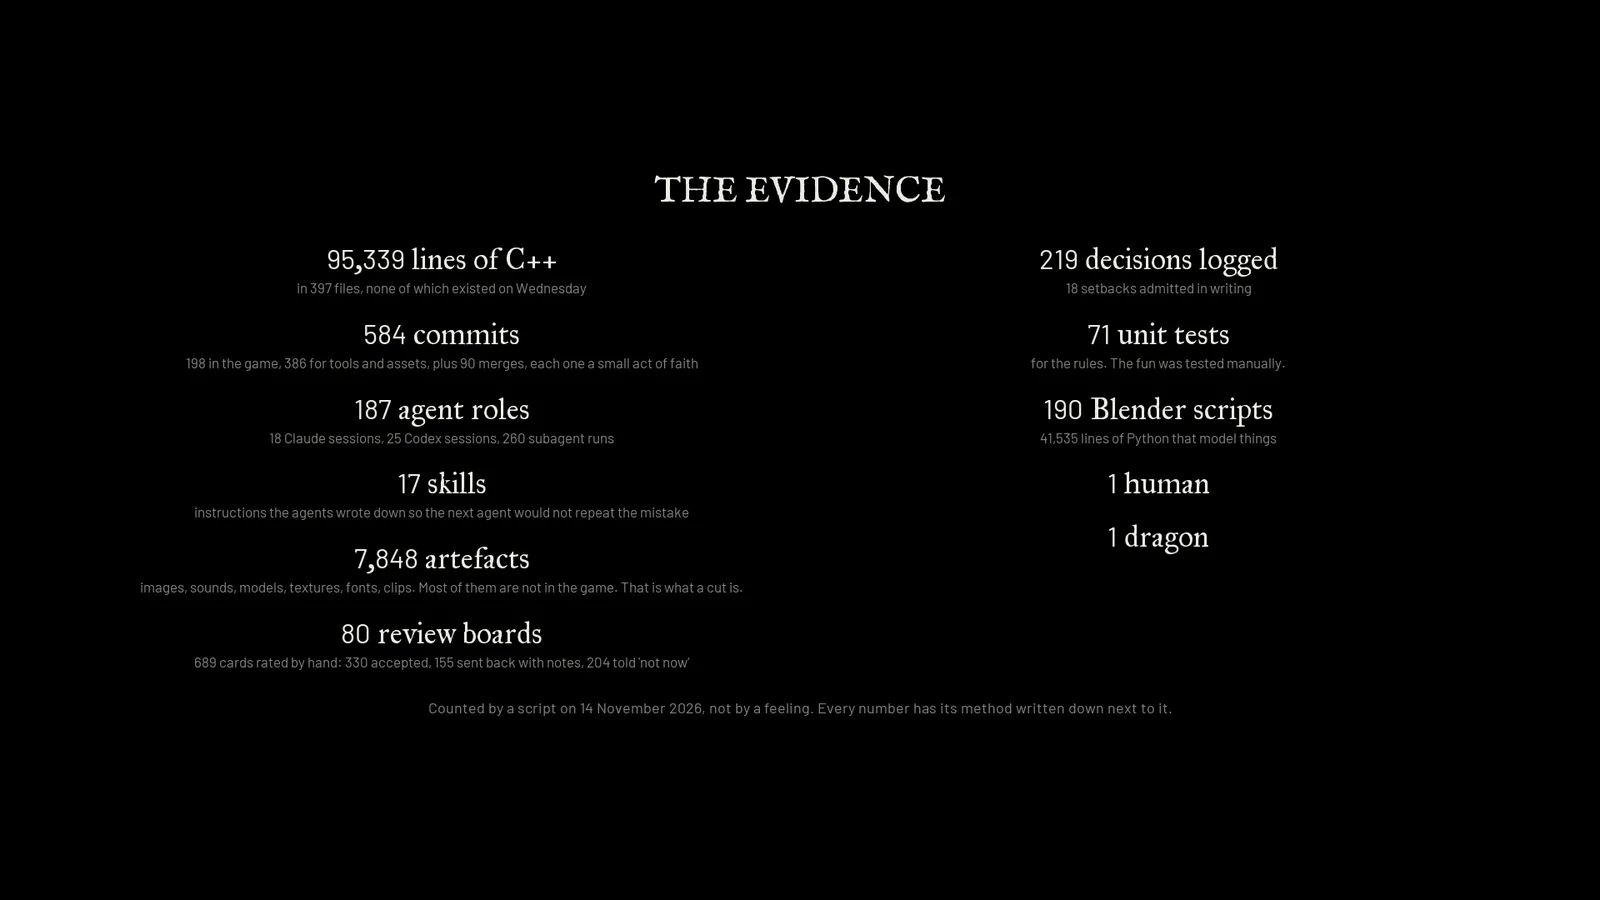 THE EVIDENCE
95,339 lines of C++
in 397 files, none of which existed on Wednesday
584 commits
198 in the game, 386 for tools and assets, plus 90 merges, each one a small act of faith
187 agent roles
18 Claude sessions, 25 Codex sessions, 260 subagent runs
17 skills
instructions the agents wrote down so the next agent would not repeat the mistake
7,848 artefacts
images, sounds, models, textures, fonts, clips. Most of them are not in the game. That is what a cut is.
80 review boards
689 cards rated by hand: 330 accepted, 155 sent back with notes, 204 told 'not now'
219 decisions logged
18 setbacks admitted in writing
71 unit tests
for the rules. The fun was tested manually.
190 Blender scripts
41,535 lines of Python that model things
1 human
1 dragon
Counted by a script on 14 November 2026, not by a feeling. Every number has its method written down next to it.